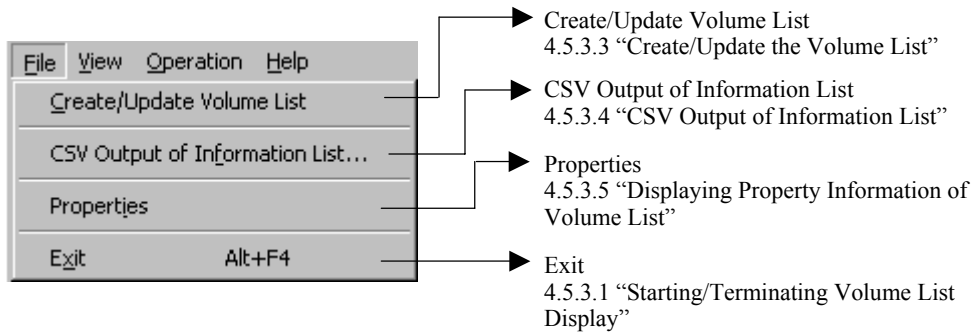 File View Operation Help
Create/Update Volume List
CSV Output of Information List...
Properties
Exit Alt+F4
Create/Update Volume List
4.5.3.3 “Create/Update the Volume List”
CSV Output of Information List
4.5.3.4 “CSV Output of Information List”
Properties
4.5.3.5 “Displaying Property Information of
Volume List”
Exit
4.5.3.1 “Starting/Terminating Volume List
Display”